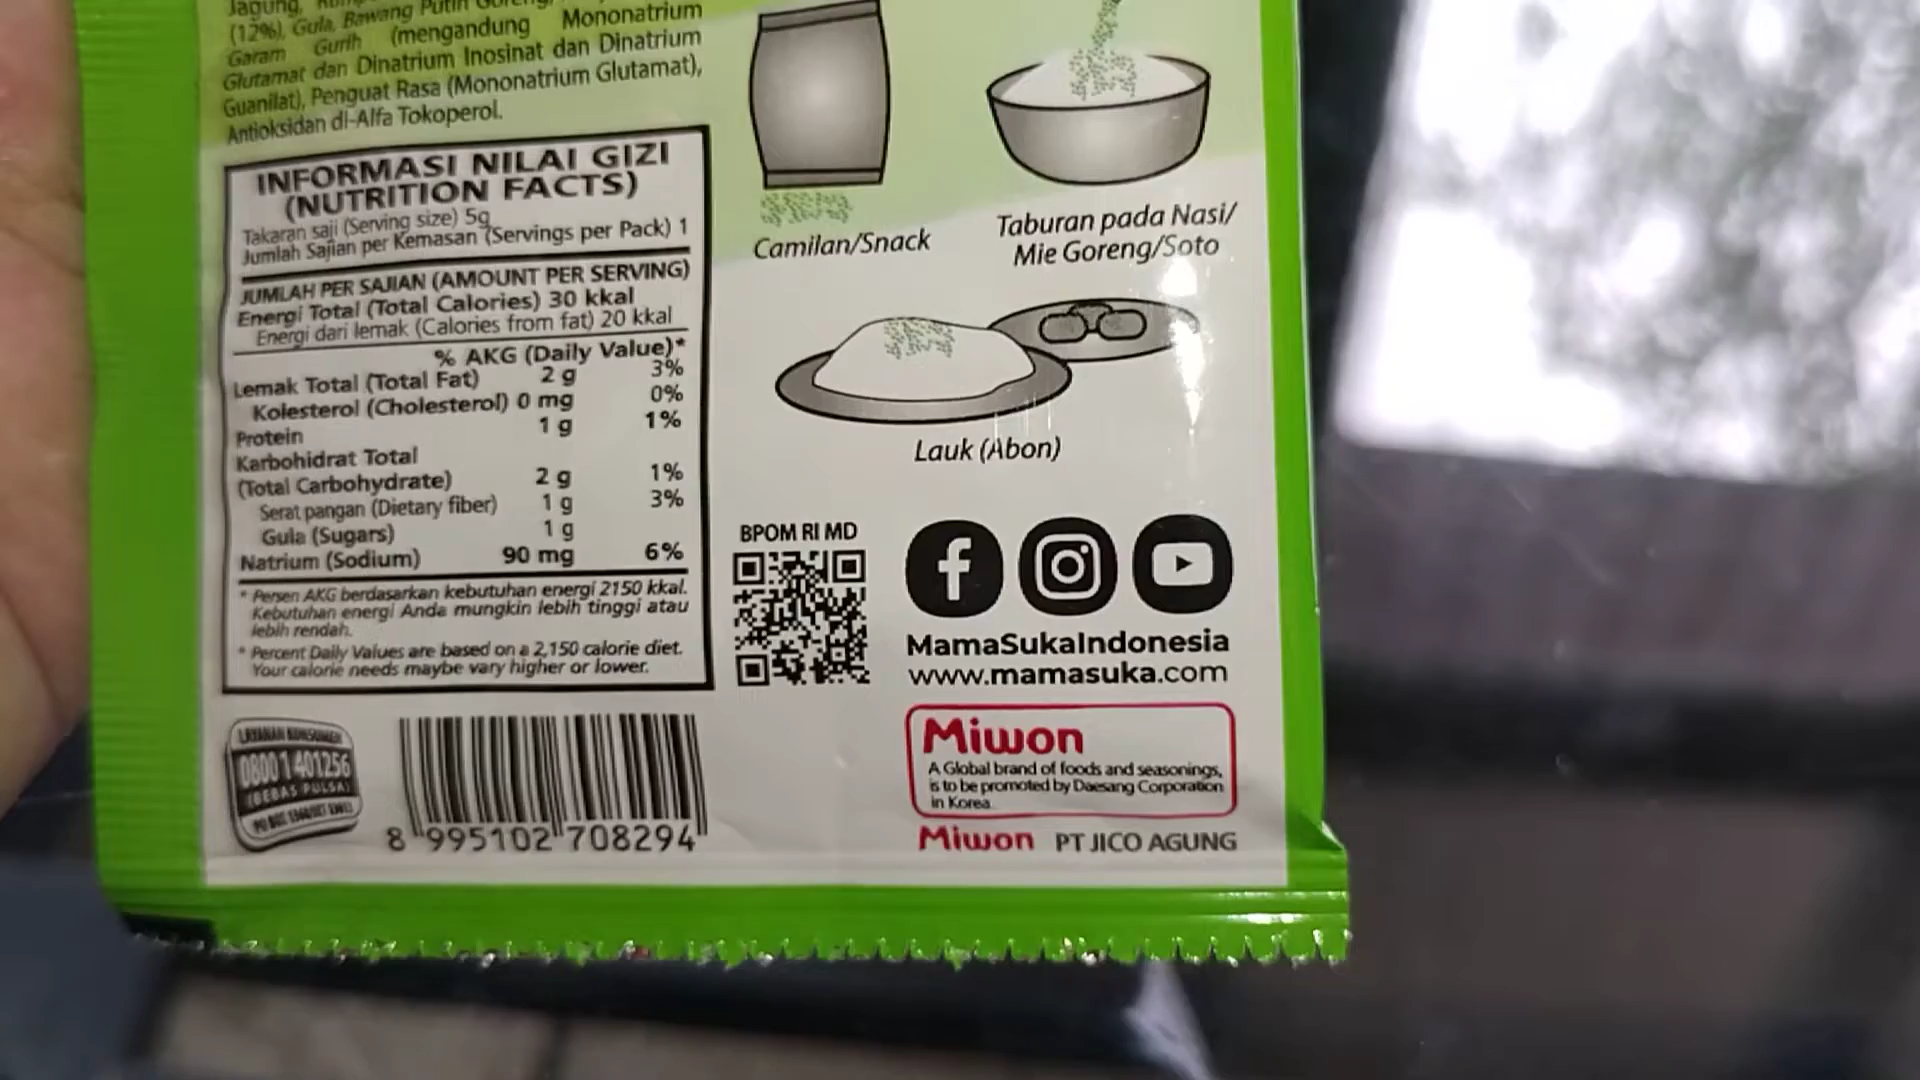 Jagung,
(12%), Gula, Bawang Putih Goreng,
Garam Gurih (mengandung Mononatrium
Glutamat dan Dinatrium Inosinat dan Dinatrium
Guanilat), Penguat Rasa (Mononatrium Glutamat),
Antioksidan dl-Alfa Tokoperol.
INFORMASI NILAI GIZI
(NUTRITION FACTS)
Takaran saji (Serving size) 5g
Jumlah Sajian per Kemasan (Servings per Pack) 1
JUMLAH PER SAJIAN (AMOUNT PER SERVING)
Energi Total (Total Calories) 30 kkal
Energi dari lemak (Calories from fat) 20 kkal
% AKG (Daily Value)*
Lemak Total (Total Fat) 2 g 3%
Kolesterol (Cholesterol) 0 mg 0%
Protein 1 g 1%
Karbohidrat Total
(Total Carbohydrate) 2 g 1%
Serat pangan (Dietary fiber) 1 g 3%
Gula (Sugars) 1 g
Natrium (Sodium) 90 mg 6%
* Persen AKG berdasarkan kebutuhan energi 2150 kkal.
Kebutuhan energi Anda mungkin lebih tinggi atau
lebih rendah.
* Percent Daily Values are based on a 2,150 calorie diet.
Your calorie needs maybe vary higher or lower.
LAYANAN KONSUMEN
0800 1 401256
(BEBAS PULSA)
8 995102 708294
Camilan/Snack
Taburan pada Nasi/
Mie Goreng/Soto
Lauk (Abon)
BPOM RI MD
MamaSukaIndonesia
www.mamasuka.com
Miwon
A Global brand of foods and seasonings,
is to be promoted by Daesang Corporation
in Korea
Miwon PT JICO AGUNG